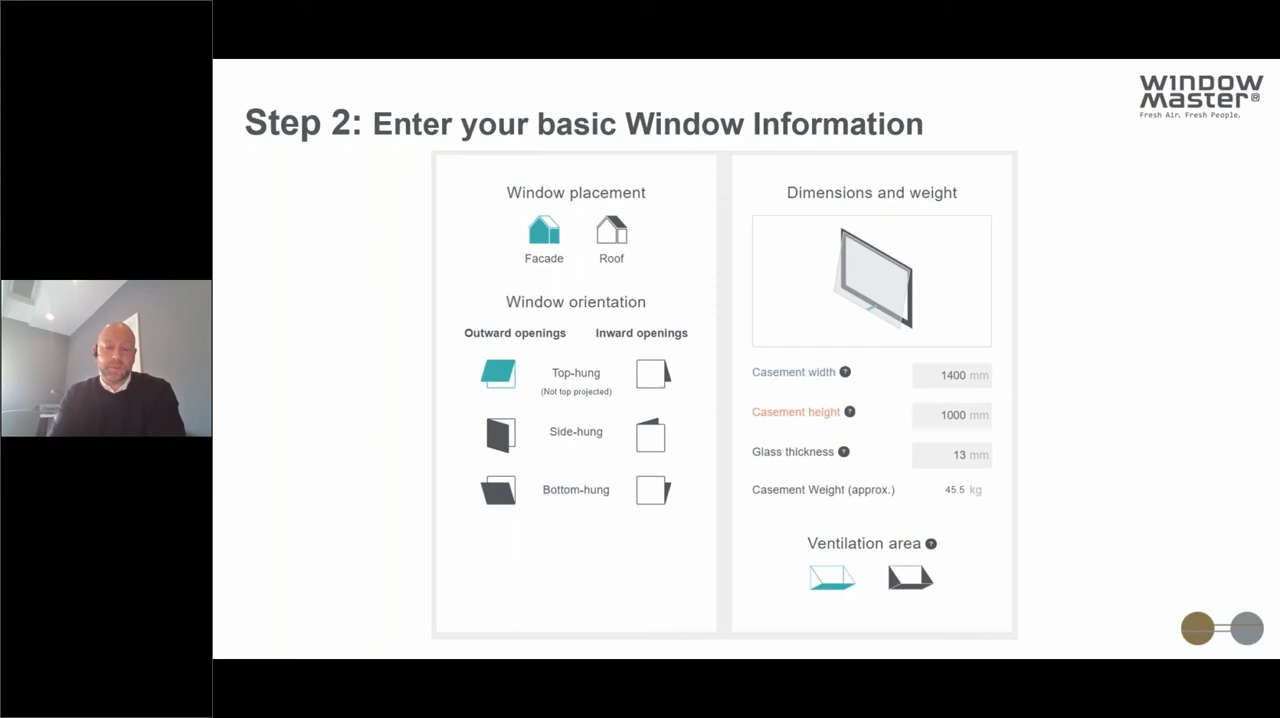 WINDOW
MASTER®
Fresh Air. Fresh People.
Step 2: Enter your basic Window Information
Window placement
Facade
Roof
Window orientation
Outward openings
Inward openings
Top-hung
(Not top projected)
Side-hung
Bottom-hung
Dimensions and weight
Casement width ? 1400 mm
Casement height ? 1000 mm
Glass thickness ? 13 mm
Casement Weight (approx.) 45.5 kg
Ventilation area ?